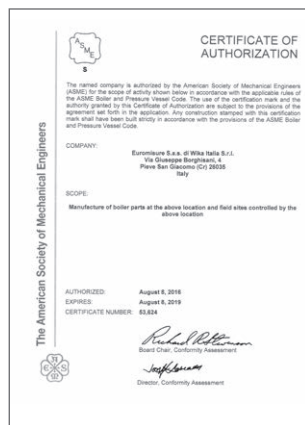 ASME
S
CERTIFICATE OF
AUTHORIZATION
The named company is authorized by the American Society of Mechanical Engineers
(ASME) for the scope of activity shown below in accordance with the applicable rules of
the ASME Boiler and Pressure Vessel Code. The use of the certification mark and the
authority granted by this Certificate of Authorization are subject to the provisions of the
agreement set forth in the application. Any construction stamped with this certification
mark shall have been built strictly in accordance with the provisions of the ASME Boiler
and Pressure Vessel Code.
COMPANY:
Euromisure S.a.s. di Wika Italia S.r.l.
Via Giuseppe Borghisani, 4
Pieve San Giacomo (Cr) 26035
Italy
SCOPE:
Manufacture of boiler parts at the above location and field sites controlled by the
above location
AUTHORIZED: August 8, 2016
EXPIRES: August 8, 2019
CERTIFICATE NUMBER: 53,624
Board Chair, Conformity Assessment
Director, Conformity Assessment
The American Society of Mechanical Engineers